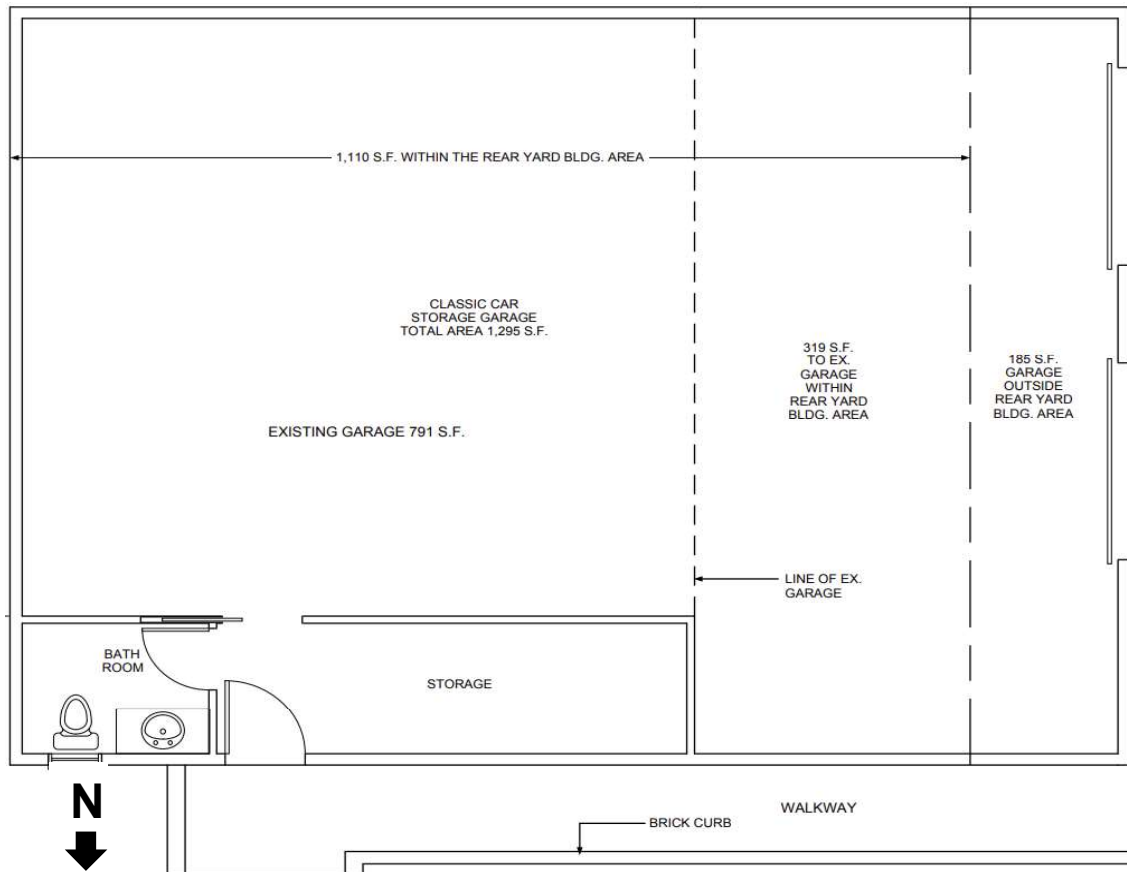 1,110 S.F. WITHIN THE REAR YARD BLDG. AREA
CLASSIC CAR
STORAGE GARAGE
TOTAL AREA 1,295 S.F.
319 S.F.
TO EX.
GARAGE
WITHIN
REAR YARD
BLDG. AREA
185 S.F.
GARAGE
OUTSIDE
REAR YARD
BLDG. AREA
EXISTING GARAGE 791 S.F.
LINE OF EX.
GARAGE
BATH
ROOM
STORAGE
N
WALKWAY
BRICK CURB